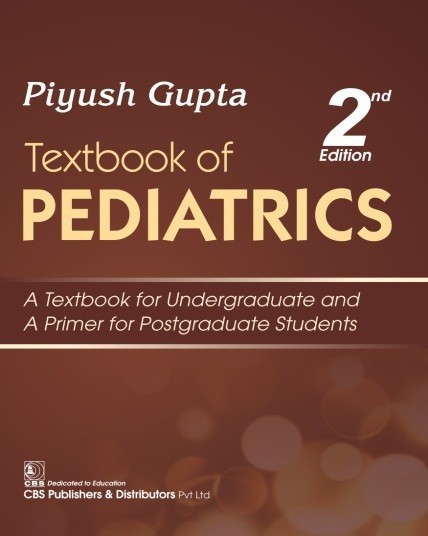 Piyush Gupta
2nd
Edition
Textbook of
PEDIATRICS
A Textbook for Undergraduate and
A Primer for Postgraduate Students
CBS
Dedicated to Education
CBS Publishers & Distributors Pvt Ltd